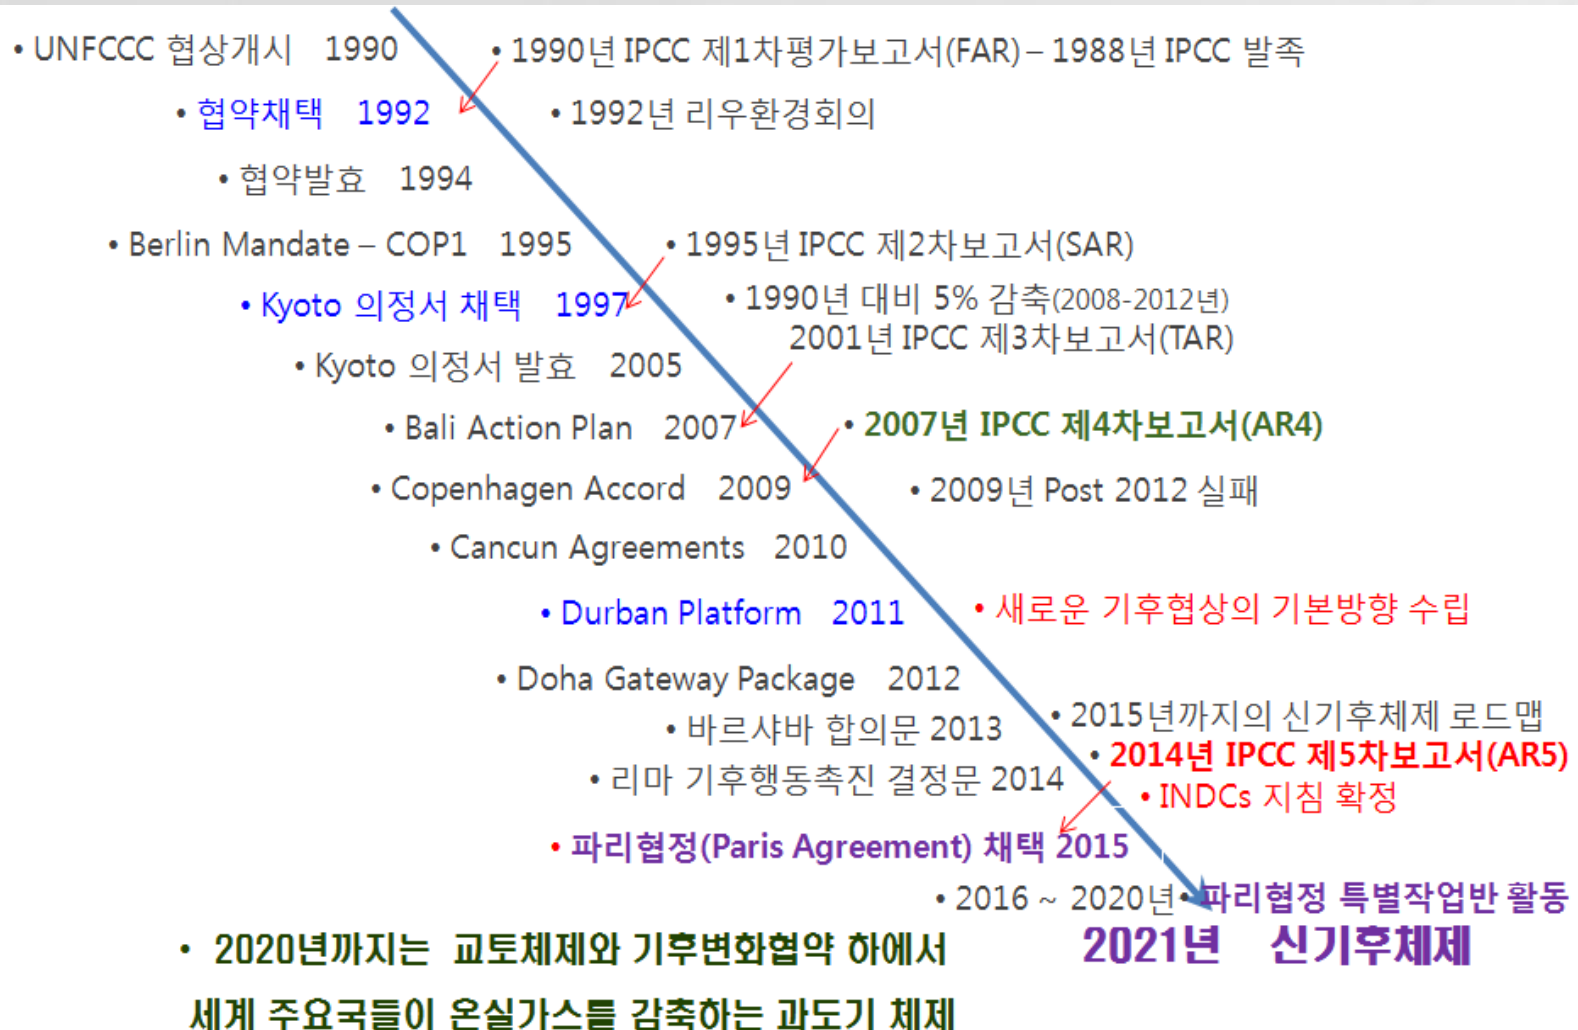 • UNFCCC 협상개시 1990 • 1990년 IPCC 제1차평가보고서(FAR) – 1988년 IPCC 발족
• 협약채택 1992 • 1992년 리우환경회의
• 협약발효 1994
• Berlin Mandate – COP1 1995 • 1995년 IPCC 제2차보고서(SAR)
• Kyoto 의정서 채택 1997 • 1990년 대비 5% 감축(2008-2012년)
2001년 IPCC 제3차보고서(TAR)
• Kyoto 의정서 발효 2005
• Bali Action Plan 2007 • 2007년 IPCC 제4차보고서(AR4)
• Copenhagen Accord 2009 • 2009년 Post 2012 실패
• Cancun Agreements 2010
• Durban Platform 2011 • 새로운 기후협상의 기본방향 수립
• Doha Gateway Package 2012
• 바르샤바 합의문 2013 • 2015년까지의 신기후체제 로드맵
• 2014년 IPCC 제5차보고서(AR5)
• 리마 기후행동촉진 결정문 2014 • INDCs 지침 확정
• 파리협정(Paris Agreement) 채택 2015
• 2016 ~ 2020년 • 파리협정 특별작업반 활동
• 2020년까지는 교토체제와 기후변화협약 하에서 2021년 신기후체제
세계 주요국들이 온실가스를 감축하는 과도기 체제